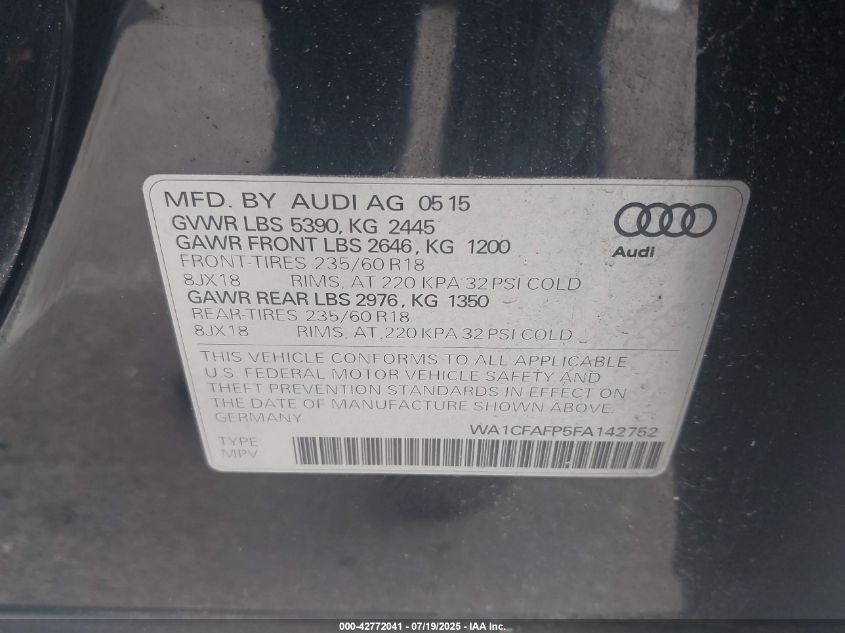 MFD. BY AUDI AG 05 15
GVWR LBS 5390, KG 2445
GAWR FRONT LBS 2646, KG 1200
FRONT-TIRES 235/60 R18
8JX18 RIMS, AT 220 KPA 32 PSI COLD
GAWR REAR LBS 2976, KG 1350
REAR-TIRES 235/60 R18
8JX18 RIMS, AT 220 KPA 32 PSI COLD
Audi
THIS VEHICLE CONFORMS TO ALL APPLICABLE
U.S. FEDERAL MOTOR VEHICLE SAFETY AND
THEFT PREVENTION STANDARDS IN EFFECT ON
THE DATE OF MANUFACTURE SHOWN ABOVE.
GERMANY
WA1CFAFP5FA142752
TYPE:
MPV
000-42772041 - 07/19/2025 - IAA Inc.